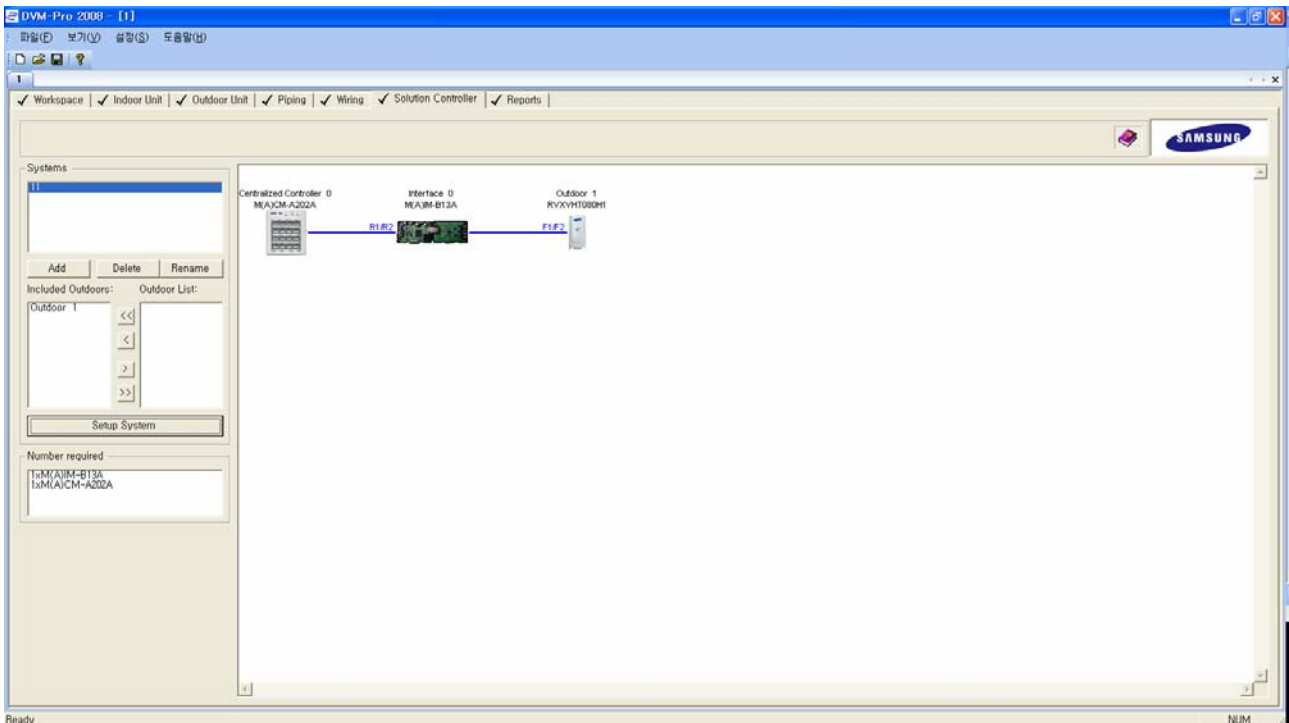 DVM-Pro 2008 - [1]
파일(F) 보기(V) 설정(S) 도움말(H)
1
Workspace Indoor Unit Outdoor Unit Piping Wiring Solution Controller Reports
SAMSUNG
Systems
11
Add Delete Rename
Included Outdoors: Outdoor List:
Outdoor 1
<<
<
>
>>
Setup System
Number required
1xM(A)IM-B13A
1xM(A)CM-A202A
Centralized Controller 0 Interface 0 Outdoor 1
M(A)CM-A202A M(A)IM-B13A RVXVHT080H1
R1/R2 F1/F2
Ready NUM